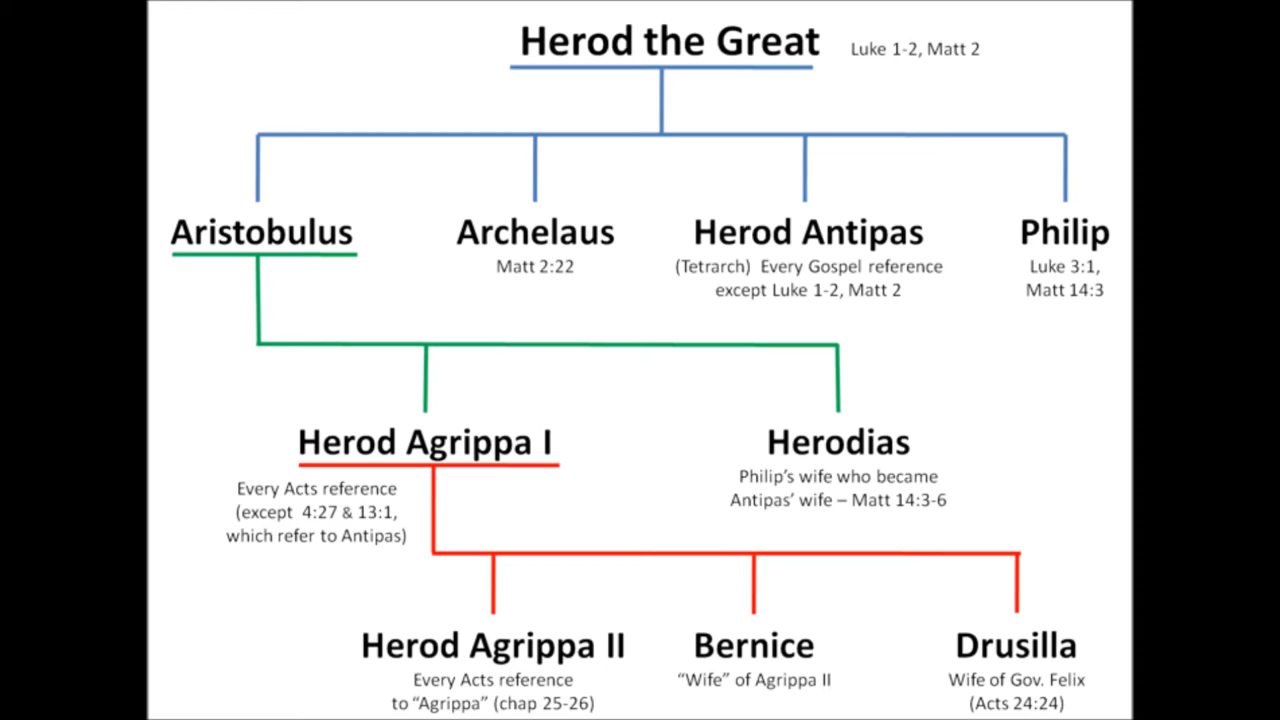 Herod the Great
Luke 1-2, Matt 2
Aristobulus
Archelaus
Matt 2:22
Herod Antipas
(Tetrarch) Every Gospel reference
except Luke 1-2, Matt 2
Philip
Luke 3:1,
Matt 14:3
Herod Agrippa I
Every Acts reference
(except 4:27 & 13:1,
which refer to Antipas)
Herodias
Philip’s wife who became
Antipas’ wife – Matt 14:3-6
Herod Agrippa II
Every Acts reference
to “Agrippa” (chap 25-26)
Bernice
“Wife” of Agrippa II
Drusilla
Wife of Gov. Felix
(Acts 24:24)